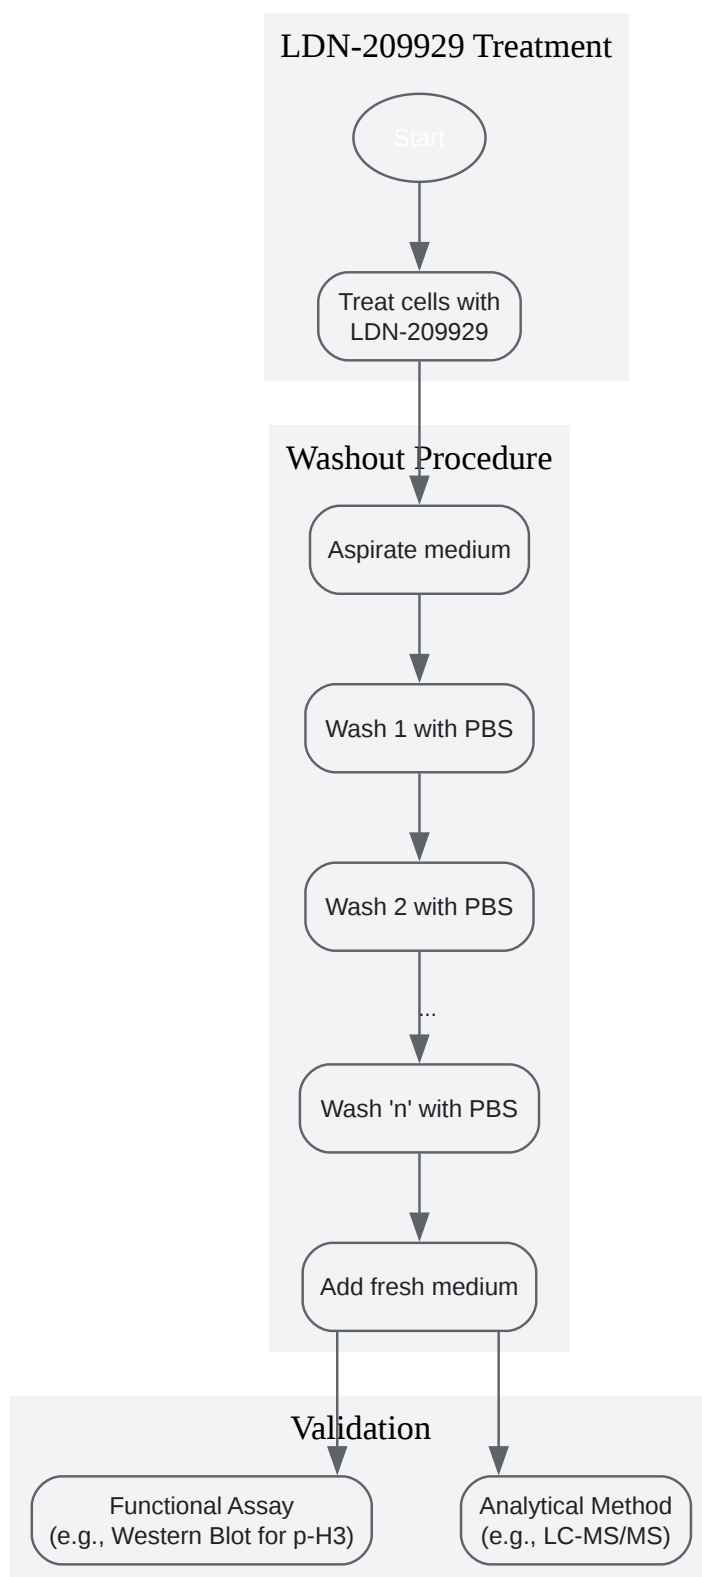 LDN-209929 Treatment
Start
Treat cells with
LDN-209929
Washout Procedure
Aspirate medium
Wash 1 with PBS
Wash 2 with PBS
...
Wash 'n' with PBS
Add fresh medium
Validation
Functional Assay
(e.g., Western Blot for p-H3)
Analytical Method
(e.g., LC-MS/MS)